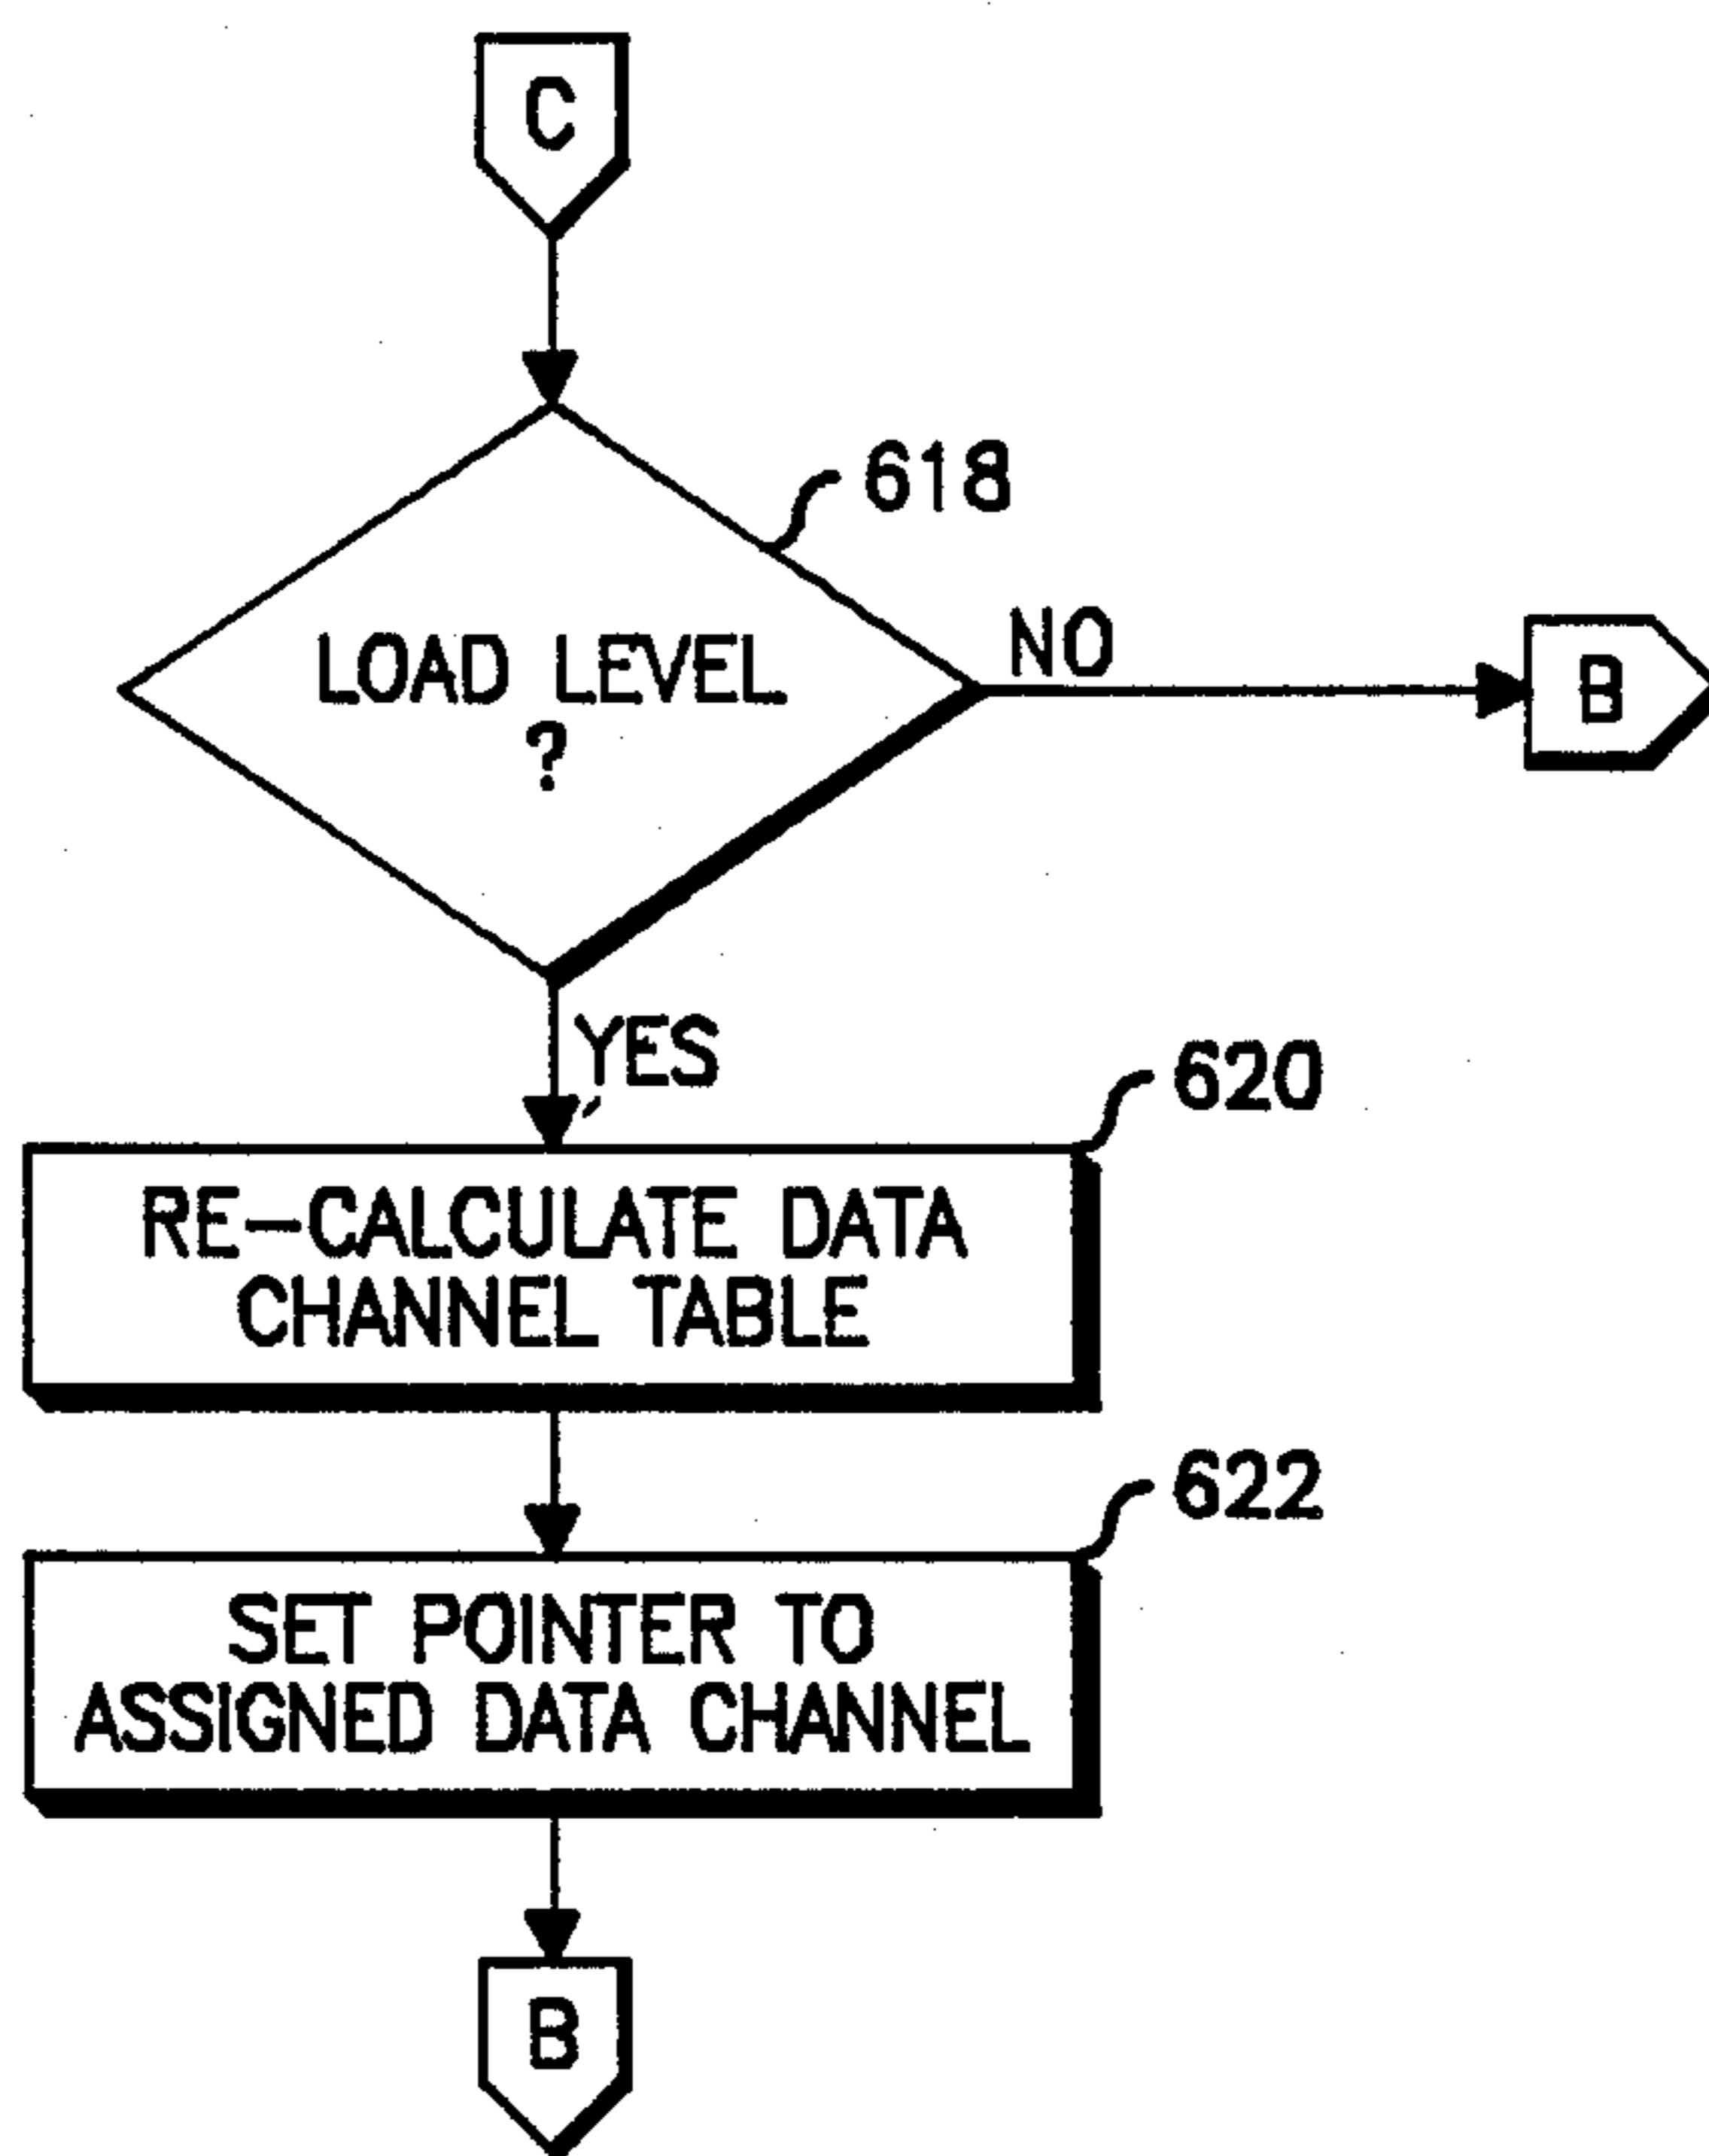 C
618
LOAD LEVEL
?
NO
B
YES
620
RE-CALCULATE DATA
CHANNEL TABLE
622
SET POINTER TO
ASSIGNED DATA CHANNEL
B